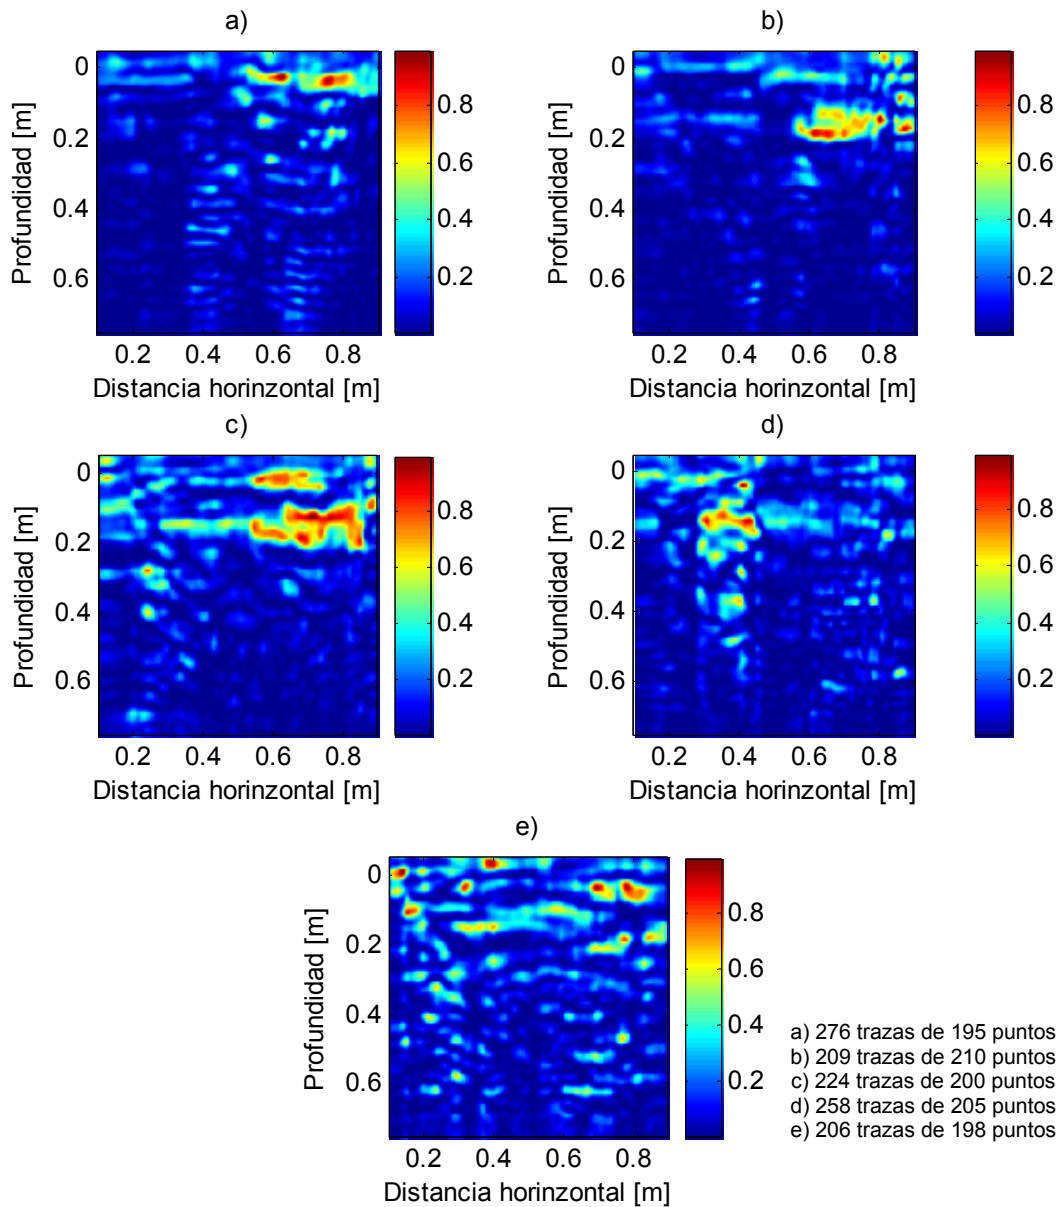 a)
0
0.2
0.4
0.6
Profundidad [m]
0.2 0.4 0.6 0.8
Distancia horinzontal [m]
0.8
0.6
0.4
0.2
b)
0
0.2
0.4
0.6
Profundidad [m]
0.2 0.4 0.6 0.8
Distancia horinzontal [m]
0.8
0.6
0.4
0.2
c)
0
0.2
0.4
0.6
Profundidad [m]
0.2 0.4 0.6 0.8
Distancia horinzontal [m]
0.8
0.6
0.4
0.2
d)
0
0.2
0.4
0.6
Profundidad [m]
0.2 0.4 0.6 0.8
Distancia horinzontal [m]
0.8
0.6
0.4
0.2
e)
0
0.2
0.4
0.6
Profundidad [m]
0.2 0.4 0.6 0.8
Distancia horinzontal [m]
0.8
0.6
0.4
0.2
a) 276 trazas de 195 puntos
b) 209 trazas de 210 puntos
c) 224 trazas de 200 puntos
d) 258 trazas de 205 puntos
e) 206 trazas de 198 puntos